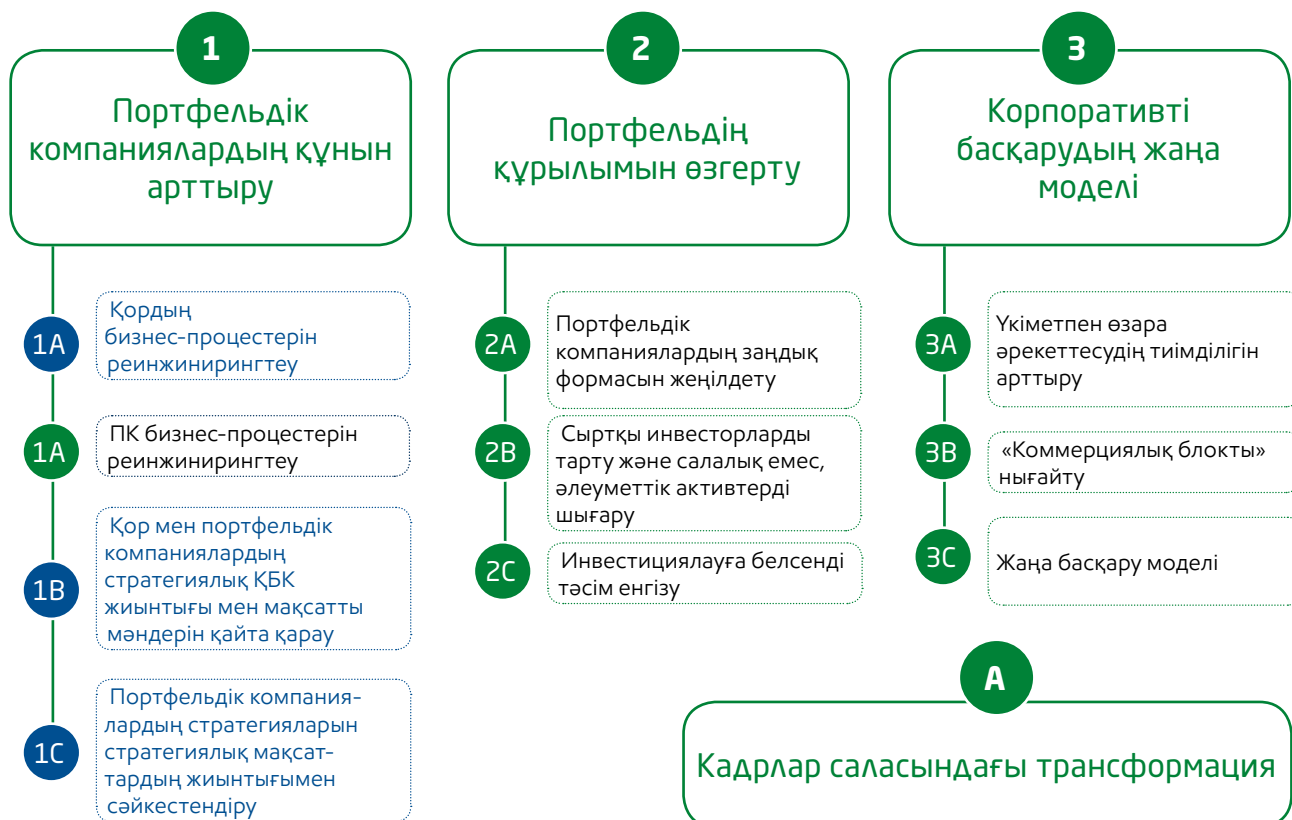 1
Портфельдік
компаниялардың құнын
арттыру
1A
Қордың
бизнес-процестерін
реинжинирингтеу
1A
ПК бизнес-процестерін
реинжинирингтеу
1B
Қор мен портфельдік
компаниялардың
стратегиялық ҚБК
жиынтығы мен мақсатты
мәндерін қайта қарау
1C
Портфельдік компания-
лардың стратегияларын
стратегиялық мақсат-
тардың жиынтығымен
сәйкестендіру
2
Портфельдің
құрылымын өзгерту
2A
Портфельдік
компаниялардың заңдық
формасын жеңілдету
2B
Сыртқы инвесторларды
тарту және салалық емес,
әлеуметтік активтерді
шығару
2C
Инвестициялауға белсенді
тәсім енгізу
3
Корпоративті
басқарудың жаңа
моделі
3A
Үкіметпен өзара
әрекеттесудің тиімділігін
арттыру
3B
«Коммерциялық блокты»
нығайту
3C
Жаңа басқару моделі
A
Кадрлар саласындағы трансформация